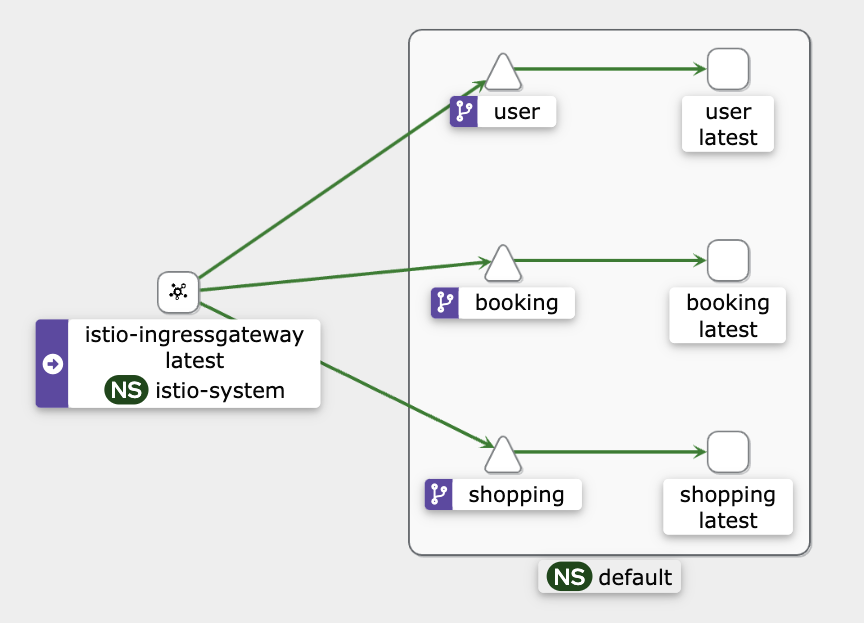 user
user
latest
booking
booking
latest
istio-ingressgateway
latest
NS istio-system
shopping
shopping
latest
NS default